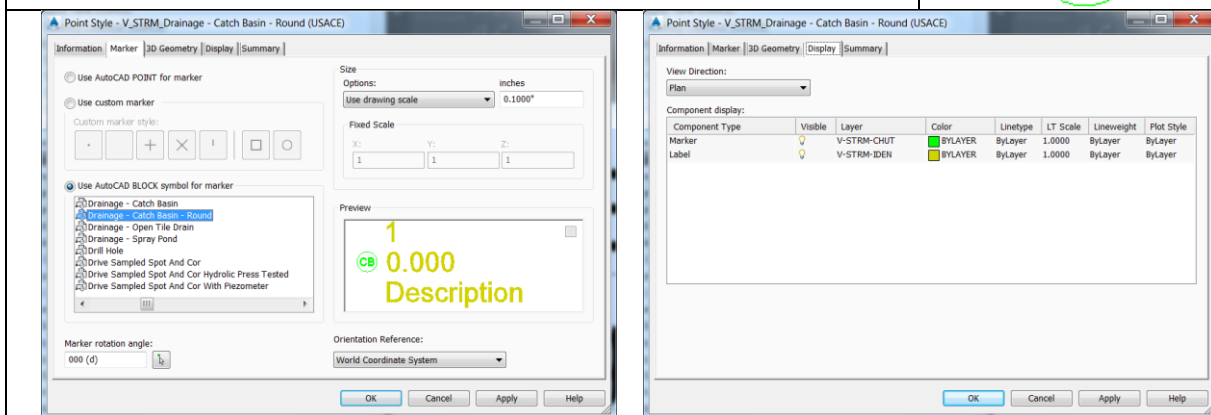 Point Style - V_STRM_Drainage - Catch Basin - Round (USACE)
Information Marker 3D Geometry Display Summary
Use AutoCAD POINT for marker
Use custom marker
Custom marker style:
Use AutoCAD BLOCK symbol for marker
Drainage - Catch Basin
Drainage - Catch Basin - Round
Drainage - Open Tile Drain
Drainage - Spray Pond
Drill Hole
Drive Sampled Spot And Cor
Drive Sampled Spot And Cor Hydrolic Press Tested
Drive Sampled Spot And Cor With Piezometer
Marker rotation angle:
000 (d)
Size
Options: inches
Use drawing scale 0.1000"
Fixed Scale
X: Y: Z:
1 1 1
Preview
1
CB 0.000
Description
Orientation Reference:
World Coordinate System
OK Cancel Apply Help
Point Style - V_STRM_Drainage - Catch Basin - Round (USACE)
Information Marker 3D Geometry Display Summary
View Direction:
Plan
Component display:
Component Type Visible Layer Color Linetype LT Scale Lineweight Plot Style
Marker V-STRM-CHUT BYLAYER ByLayer 1.0000 ByLayer ByLayer
Label V-STRM-IDEN BYLAYER ByLayer 1.0000 ByLayer ByLayer
OK Cancel Apply Help